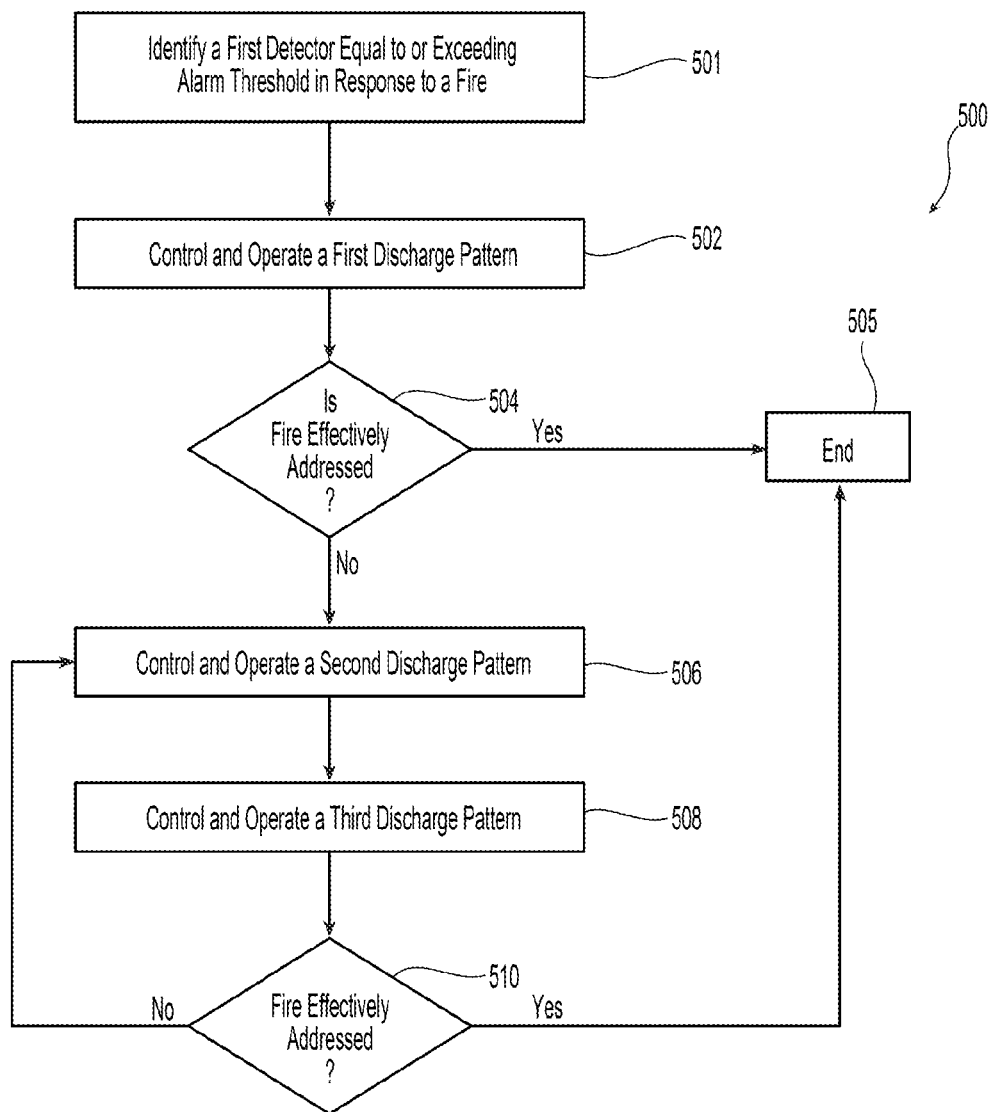 Identify a First Detector Equal to or Exceeding
Alarm Threshold in Response to a Fire
501
500
Control and Operate a First Discharge Pattern
502
505
Is
Fire Effectively
Addressed
?
504
Yes
End
No
Control and Operate a Second Discharge Pattern
506
Control and Operate a Third Discharge Pattern
508
510
No
Fire Effectively
Addressed
?
Yes